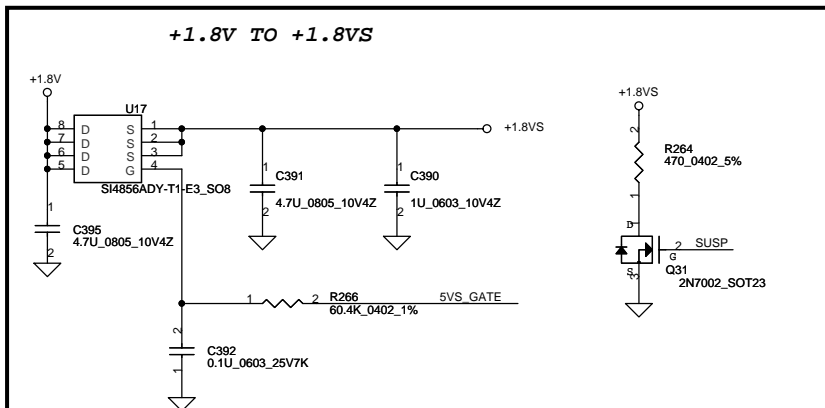 +1.8V TO +1.8VS
+1.8V
U17
8 D S 1
7 D S 2
6 D S 3
5 D G 4
SI4856ADY-T1-E3_SO8
+1.8VS
1
C395
4.7U_0805_10V4Z
2
1
C391
4.7U_0805_10V4Z
2
1
C390
1U_0603_10V4Z
2
1 R266 2 5VS_GATE
60.4K_0402_1%
2
C392
0.1U_0603_25V7K
1
+1.8VS
2
R264
470_0402_5%
1
D 1
2 SUSP
G
S 3
Q31
2N7002_SOT23